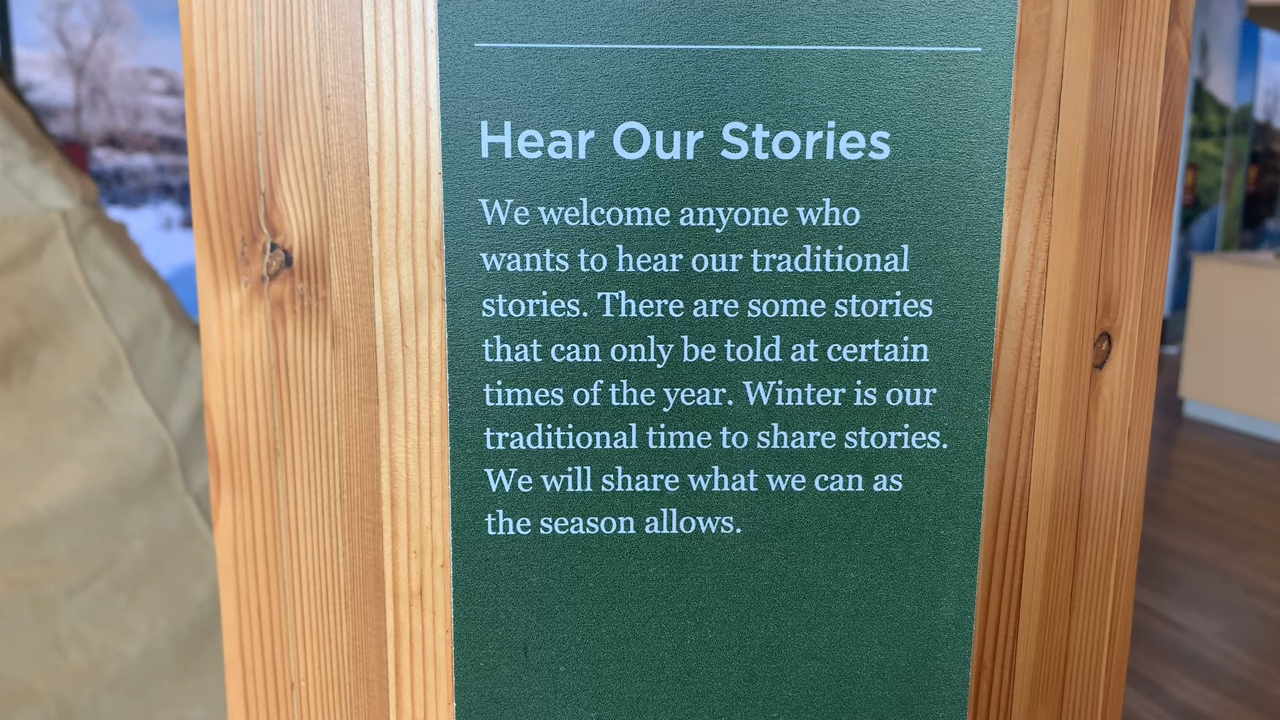 Hear Our Stories
We welcome anyone who
wants to hear our traditional
stories. There are some stories
that can only be told at certain
times of the year. Winter is our
traditional time to share stories.
We will share what we can as
the season allows.